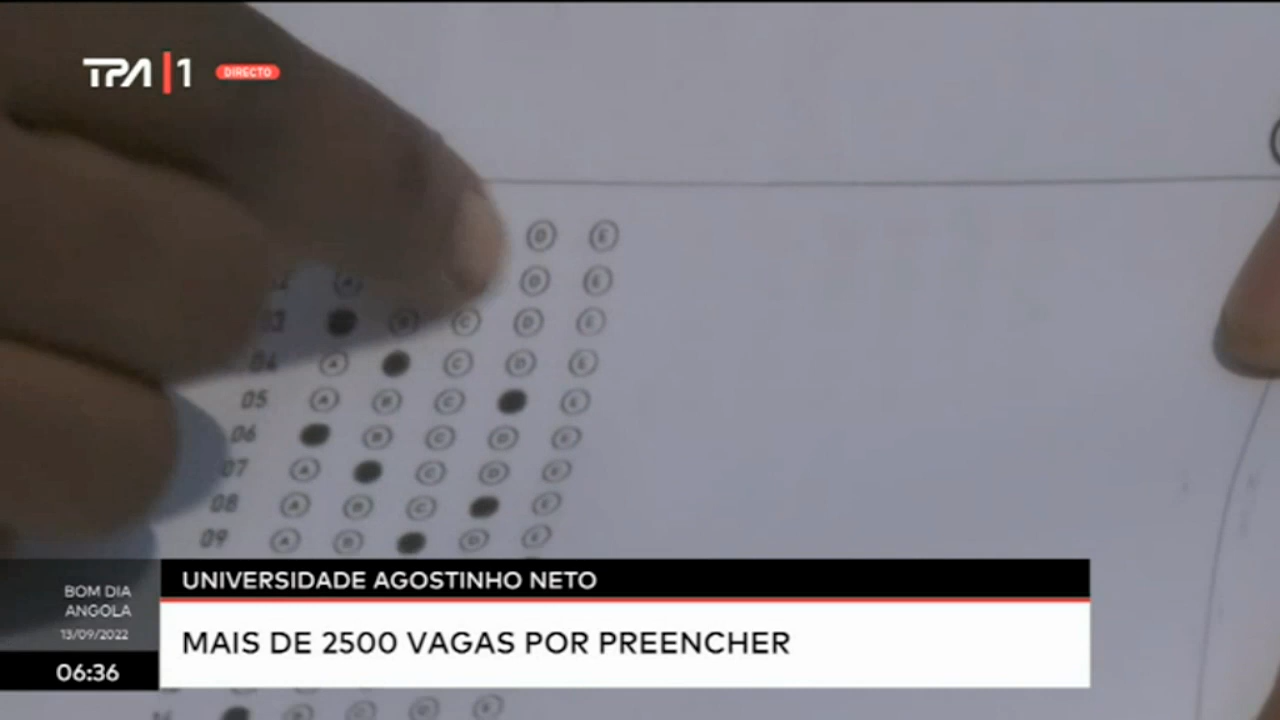 TPA|1 DIRECTO
D E
D E
03 C D E
04 A C D E
05 A B C E
06 B C D E
07 A C D E
08 A B C E
09 A B D E
UNIVERSIDADE AGOSTINHO NETO
MAIS DE 2500 VAGAS POR PREENCHER
BOM DIA
ANGOLA
13/09/2022
06:36